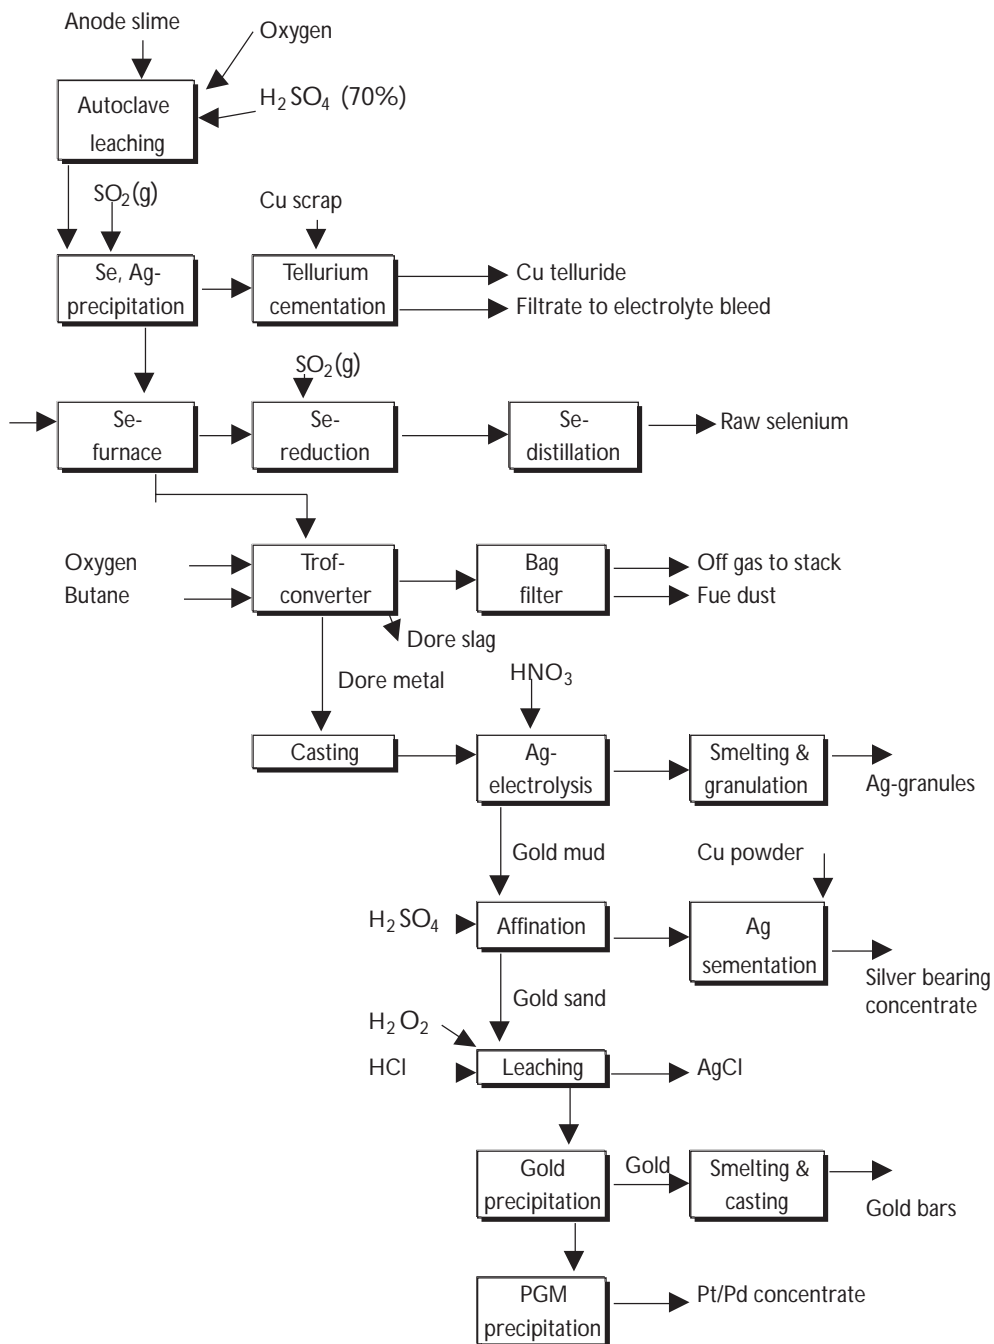 Anode slime
Oxygen
H₂SO₄ (70%)
Autoclave
leaching
SO₂(g)
Cu scrap
Se, Ag-
precipitation
Tellurium
cementation
Cu telluride
Filtrate to electrolyte bleed
SO₂(g)
Se-
furnace
Se-
reduction
Se-
distillation
Raw selenium
Oxygen
Butane
Trof-
converter
Bag
filter
Off gas to stack
Fue dust
Dore slag
Dore metal
HNO₃
Casting
Ag-
electrolysis
Smelting &
granulation
Ag-granules
Gold mud
Cu powder
H₂SO₄
Affination
Ag
sementation
Silver bearing
concentrate
Gold sand
H₂O₂
HCl
Leaching
AgCl
Gold
precipitation
Gold
Smelting &
casting
Gold bars
PGM
precipitation
Pt/Pd concentrate